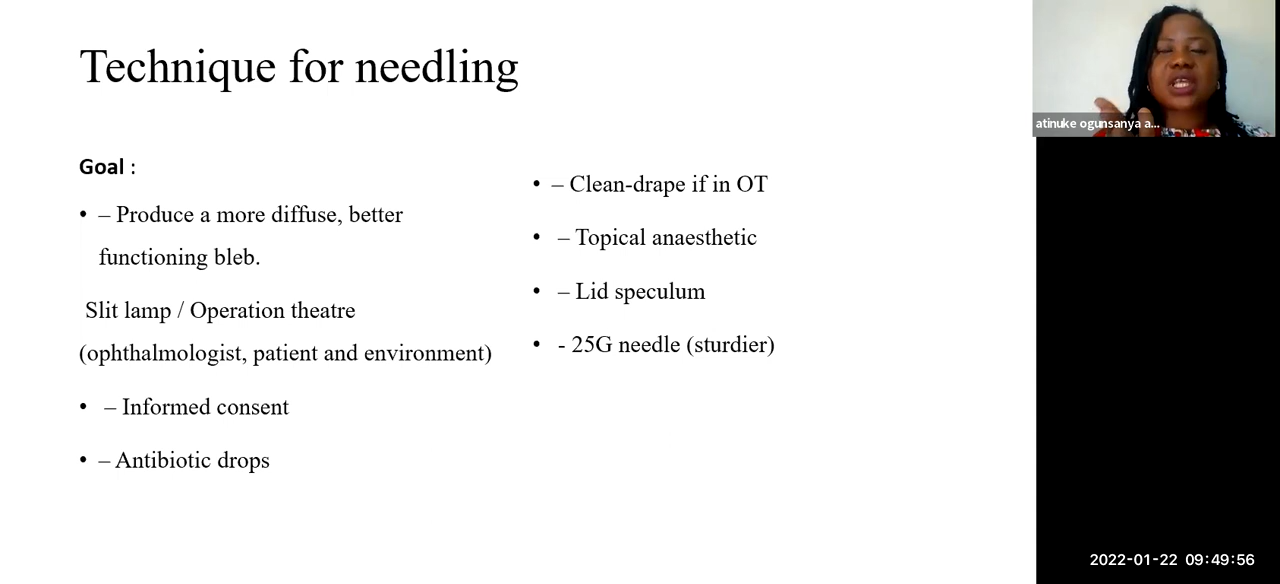 Technique for needling
Goal :
• – Produce a more diffuse, better
functioning bleb.
Slit lamp / Operation theatre
(ophthalmologist, patient and environment)
• – Informed consent
• – Antibiotic drops
• – Clean-drape if in OT
• – Topical anaesthetic
• – Lid speculum
• - 25G needle (sturdier)
atinuke ogunsanya a...
2022-01-22 09:49:56